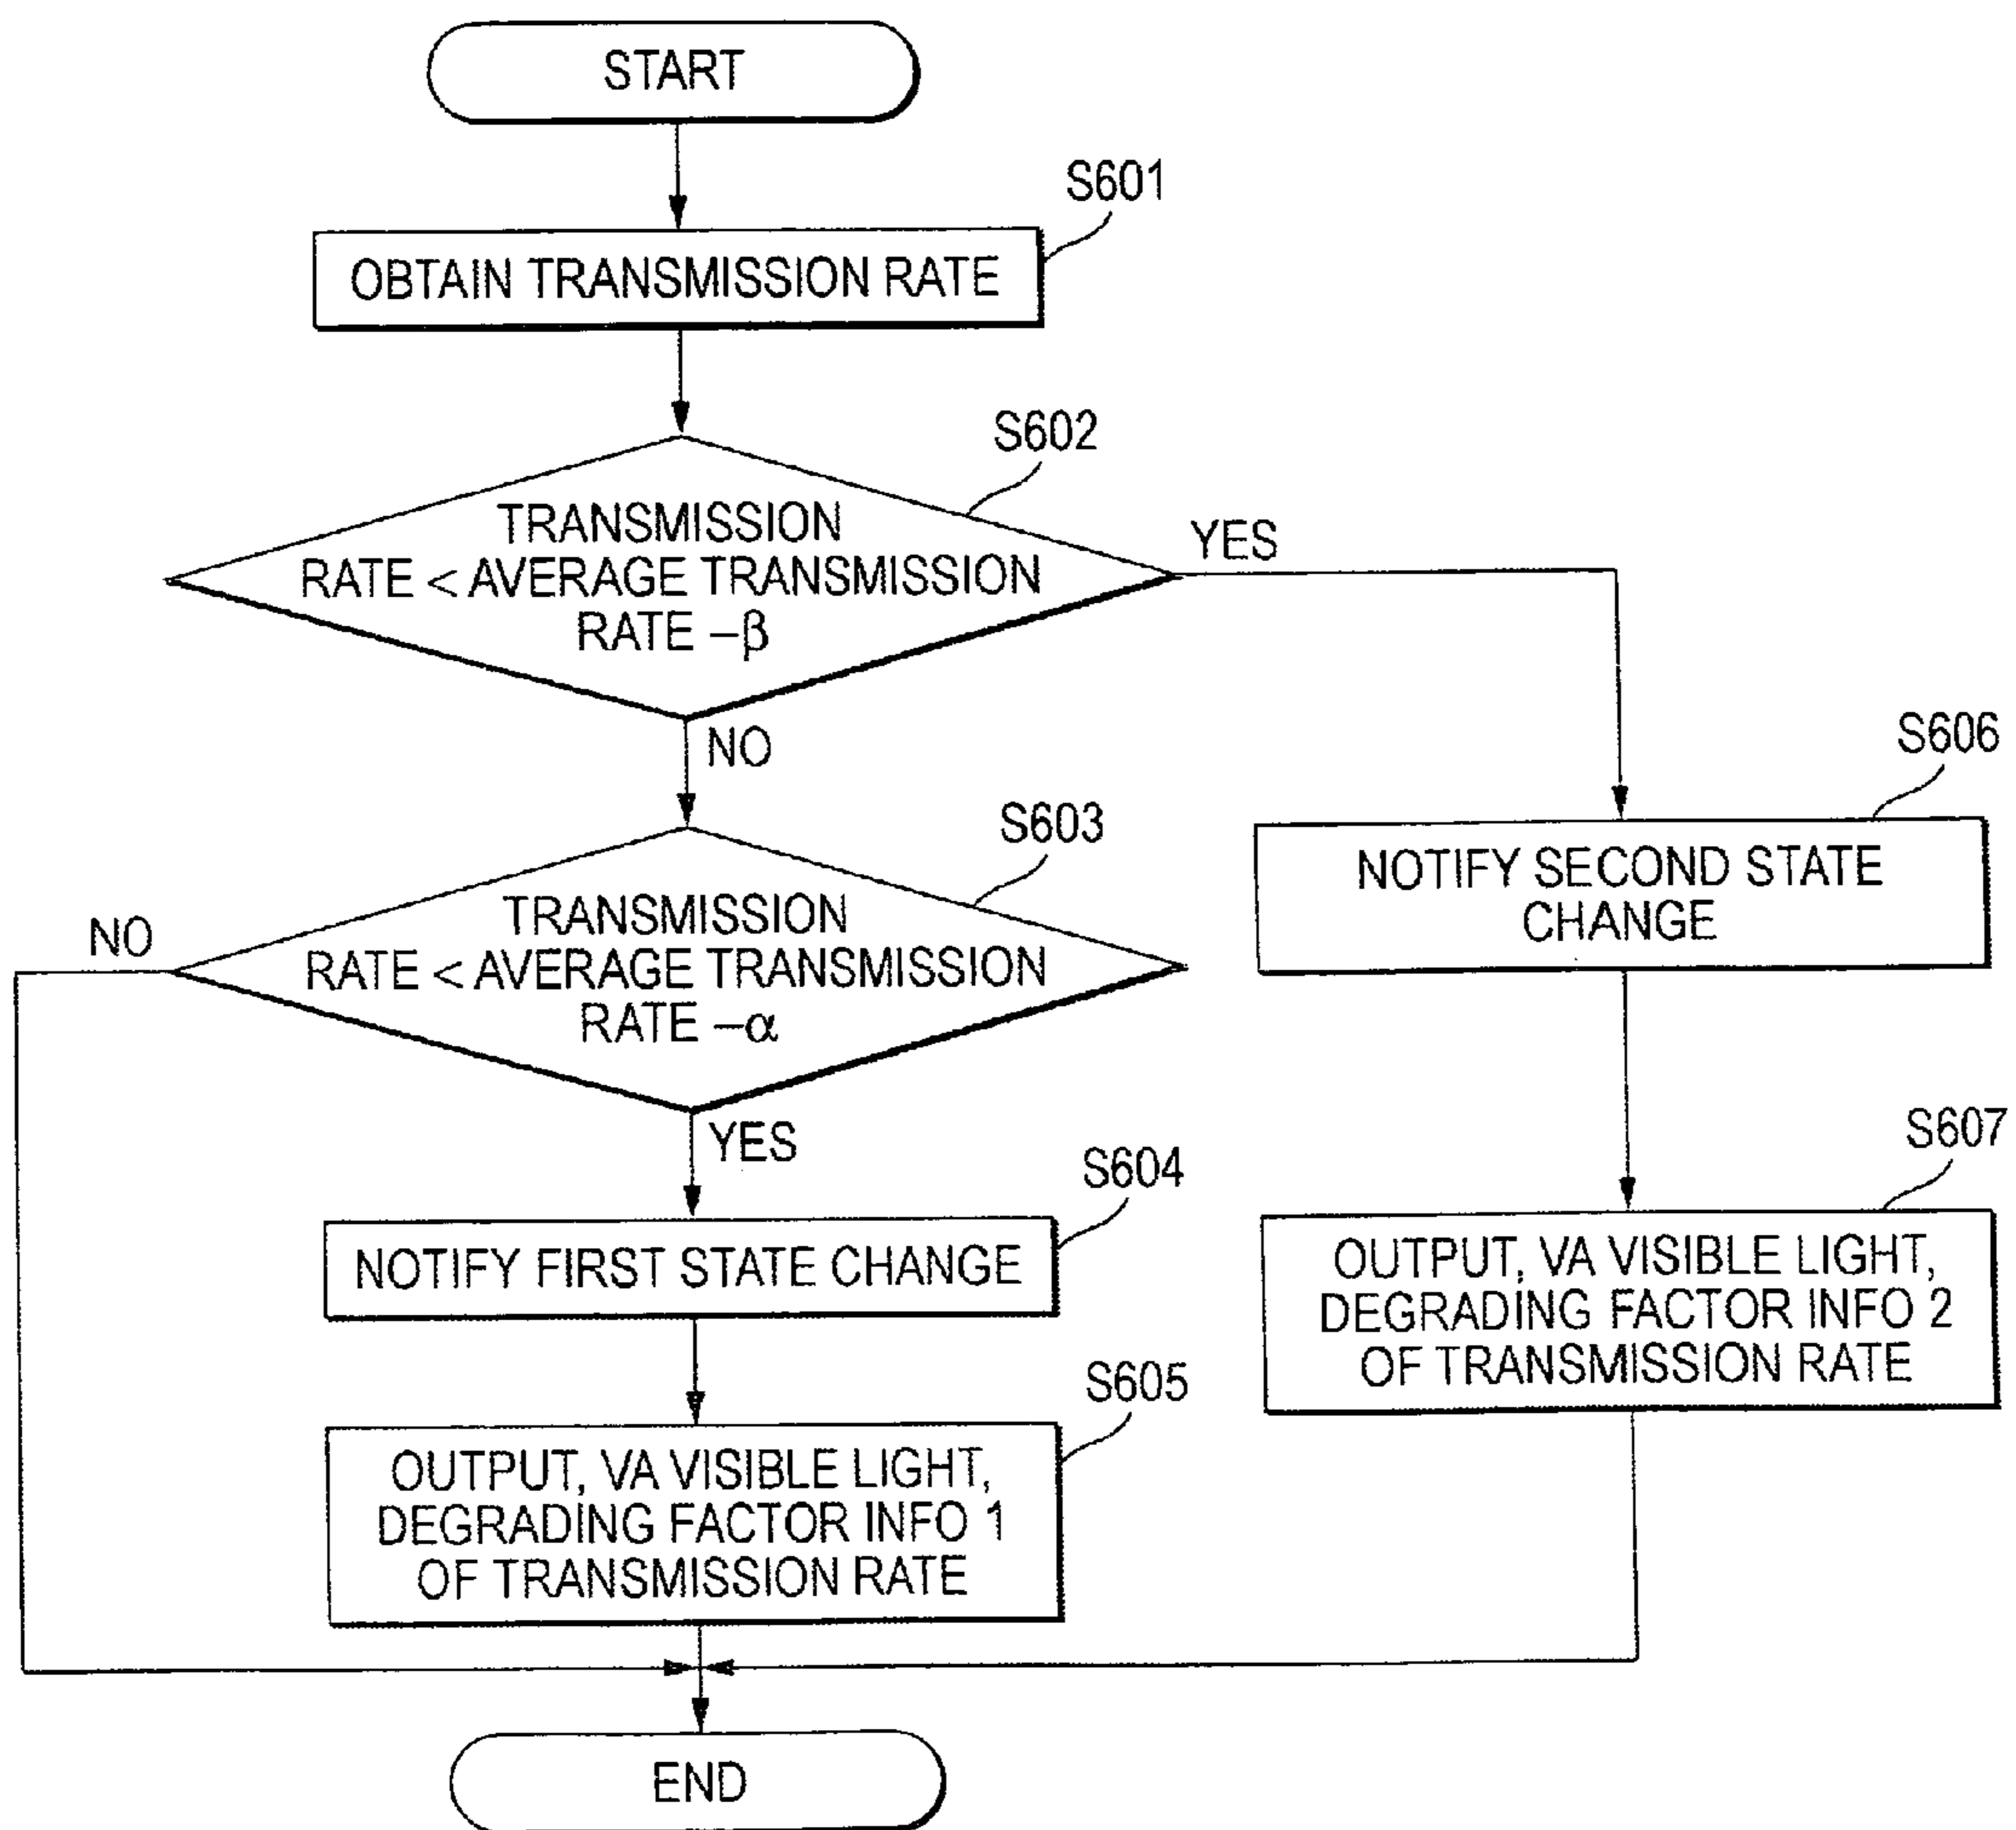 START
S601
OBTAIN TRANSMISSION RATE
S602
TRANSMISSION
RATE < AVERAGE TRANSMISSION
RATE –β
YES
NO
S603
TRANSMISSION
RATE < AVERAGE TRANSMISSION
RATE –α
NO
YES
S604
NOTIFY FIRST STATE CHANGE
S605
OUTPUT, VA VISIBLE LIGHT,
DEGRADING FACTOR INFO 1
OF TRANSMISSION RATE
S606
NOTIFY SECOND STATE
CHANGE
S607
OUTPUT, VA VISIBLE LIGHT,
DEGRADING FACTOR INFO 2
OF TRANSMISSION RATE
END